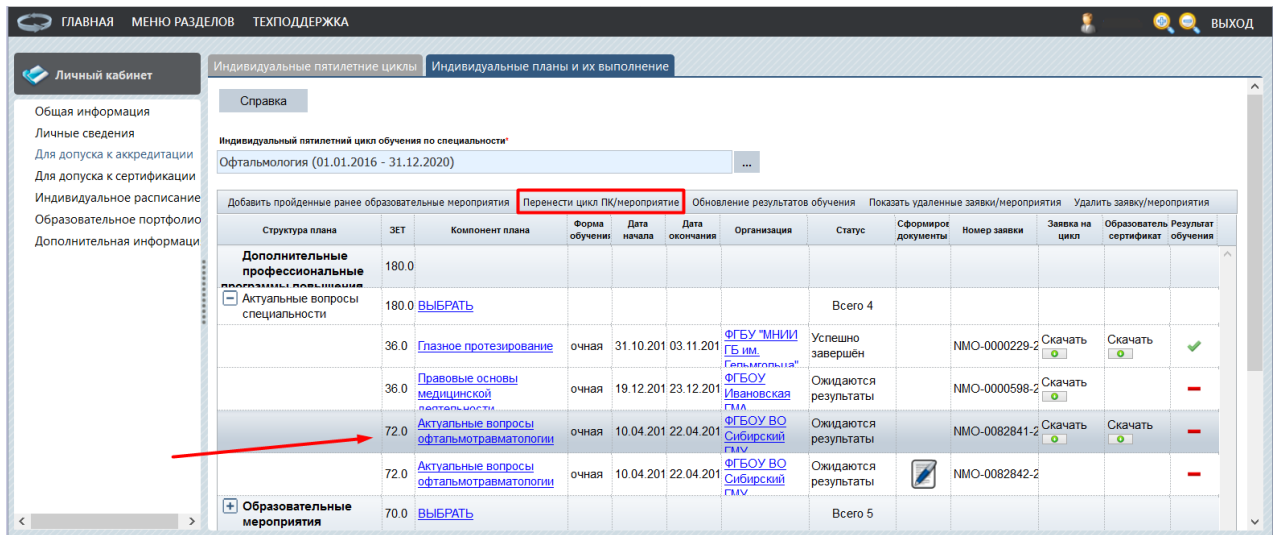 ГЛАВНАЯ МЕНЮ РАЗДЕЛОВ ТЕХПОДДЕРЖКА ВЫХОД
Личный кабинет
Общая информация
Личные сведения
Для допуска к аккредитации
Для допуска к сертификации
Индивидуальное расписание
Образовательное портфолио
Дополнительная информаци
Индивидуальные пятилетние циклы Индивидуальные планы и их выполнение
Справка
Индивидуальный пятилетний цикл обучения по специальности*
Офтальмология (01.01.2016 - 31.12.2020) ...
Добавить пройденные ранее образовательные мероприятия Перенести цикл ПК/мероприятие Обновление результатов обучения Показать удаленные заявки/мероприятия Удалить заявку/мероприятия
Структура плана ЗЕТ Компонент плана Форма обучения Дата начала Дата окончания Организация Статус Сформиров документы Номер заявки Заявка на цикл Образователь сертификат Результат обучения
Дополнительные
профессиональные 180.0
программы повышения
Актуальные вопросы
специальности 180.0 ВЫБРАТЬ Всего 4
36.0 Глазное протезирование очная 31.10.201 03.11.201 ФГБУ "МНИИ ГБ им. Гельмгольца" Успешно завершён NMO-0000229-2 Скачать Скачать
36.0 Правовые основы медицинской деятельности очная 19.12.201 23.12.201 ФГБОУ Ивановская ГМА Ожидаются результаты NMO-0000598-2 Скачать
72.0 Актуальные вопросы офтальмотравматологии очная 10.04.201 22.04.201 ФГБОУ ВО Сибирский ГМУ Ожидаются результаты NMO-0082841-2 Скачать Скачать
72.0 Актуальные вопросы офтальмотравматологии очная 10.04.201 22.04.201 ФГБОУ ВО Сибирский ГМУ Ожидаются результаты NMO-0082842-2
Образовательные
мероприятия 70.0 ВЫБРАТЬ Всего 5